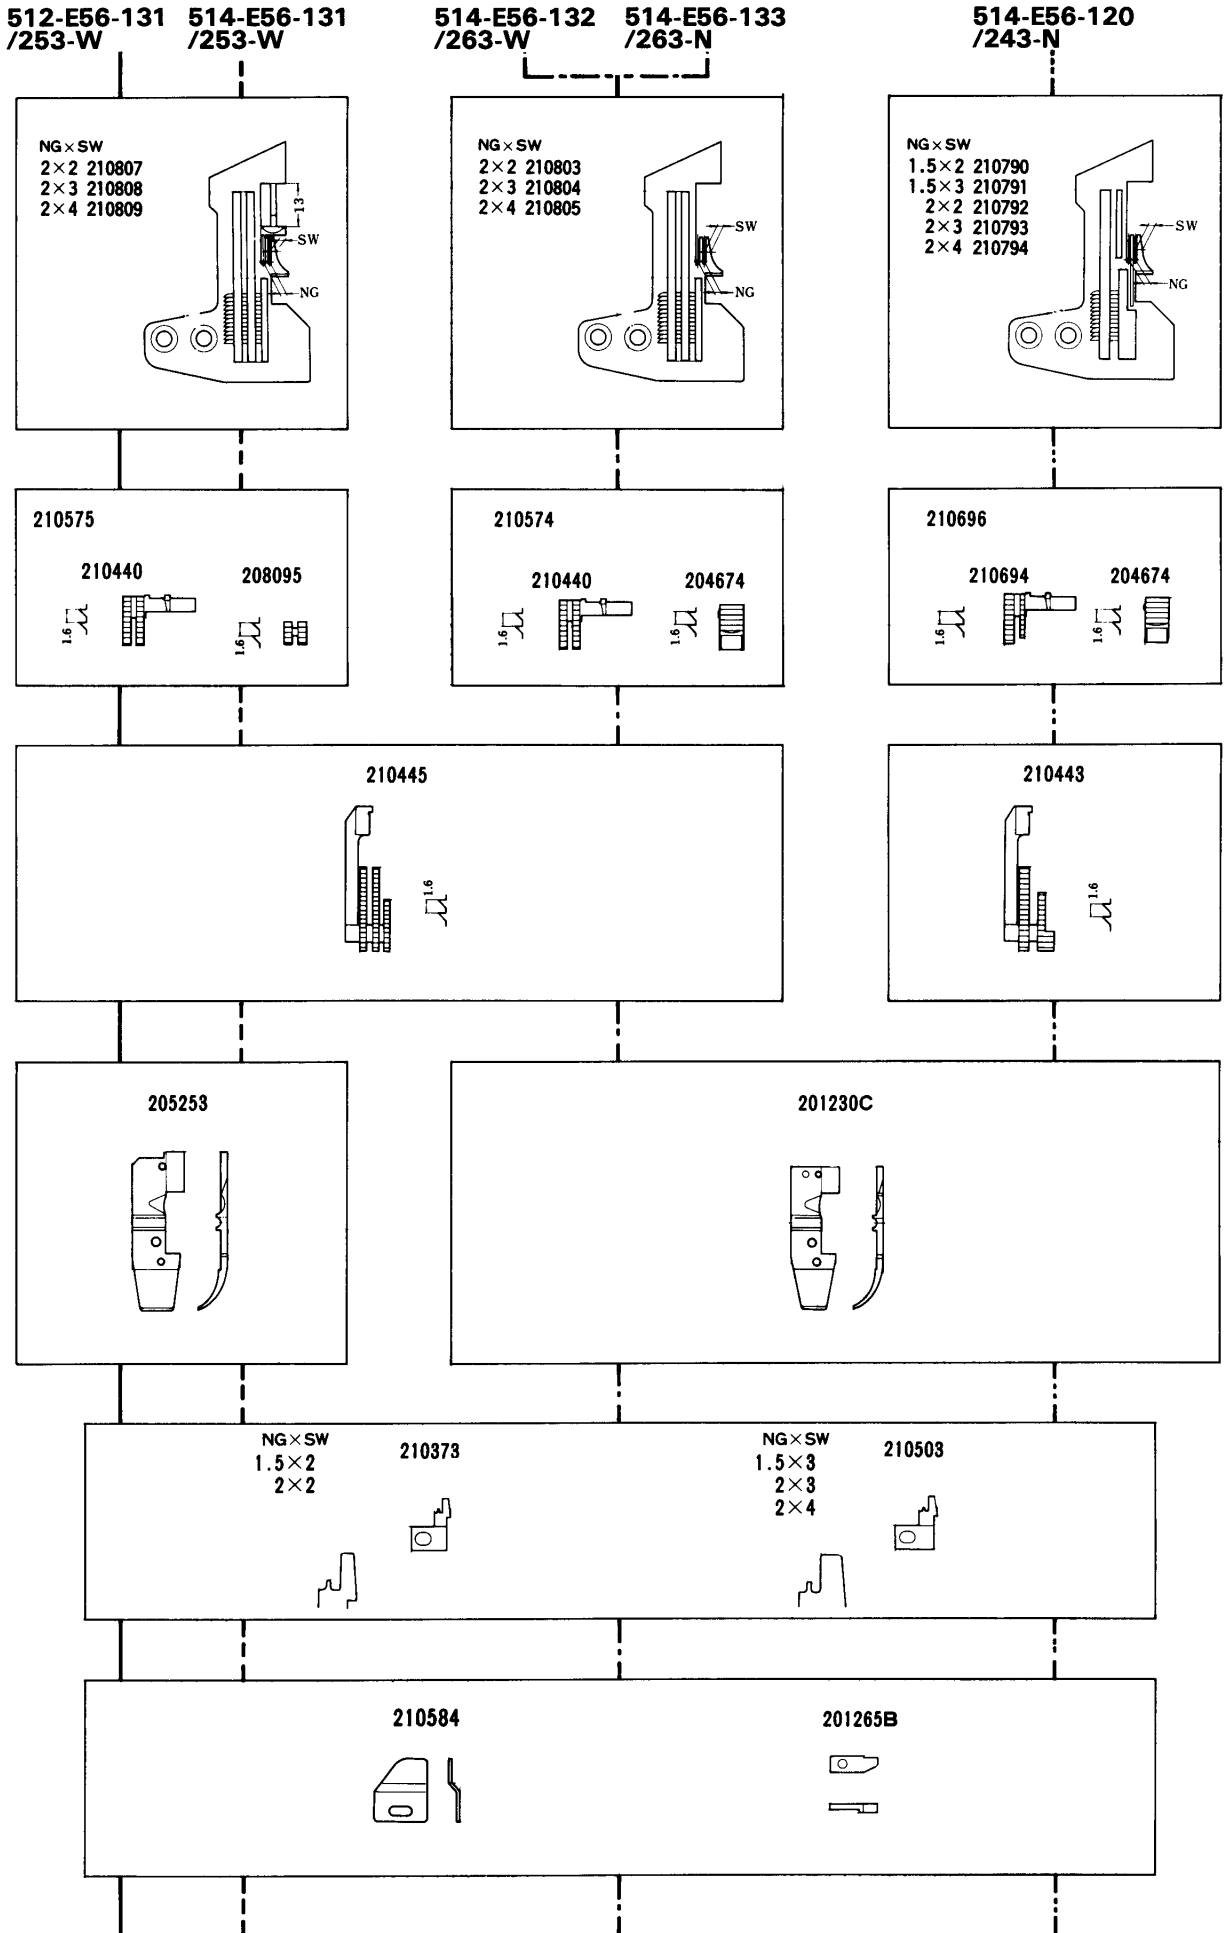 512-E56-131
/253-W
514-E56-131
/253-W
514-E56-132
/263-W
514-E56-133
/263-N
514-E56-120
/243-N
NG×SW
2×2 210807
2×3 210808
2×4 210809
13
SW
NG
NG×SW
2×2 210803
2×3 210804
2×4 210805
SW
NG
NG×SW
1.5×2 210790
1.5×3 210791
2×2 210792
2×3 210793
2×4 210794
SW
NG
210575
210440
1.6
208095
1.6
210574
210440
1.6
204674
1.6
210696
210694
1.6
204674
1.6
210445
1.6
210443
1.6
205253
201230C
NG×SW
1.5×2
2×2
210373
NG×SW
1.5×3
2×3
2×4
210503
210584
201265B